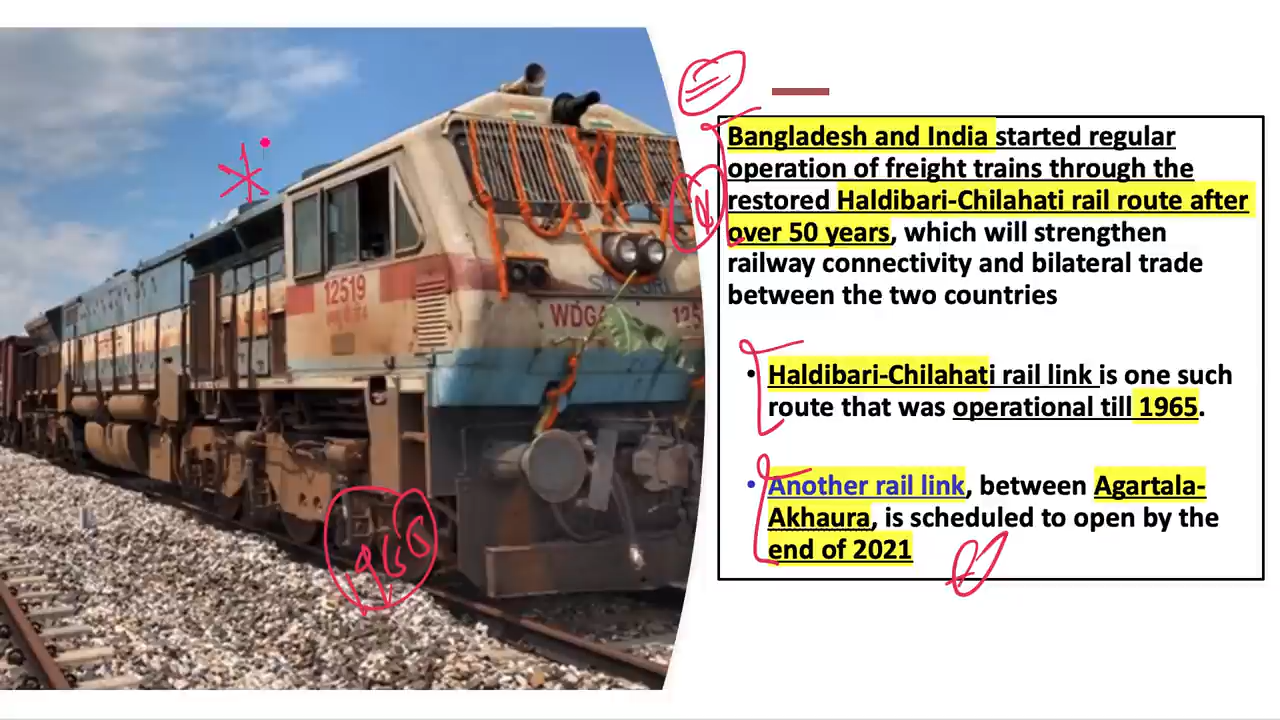 Bangladesh and India started regular
operation of freight trains through the
restored Haldibari-Chilahati rail route after
over 50 years, which will strengthen
railway connectivity and bilateral trade
between the two countries
• Haldibari-Chilahati rail link is one such
route that was operational till 1965.
• Another rail link, between Agartala-
Akhaura, is scheduled to open by the
end of 2021
12519
WDG4
125
1965